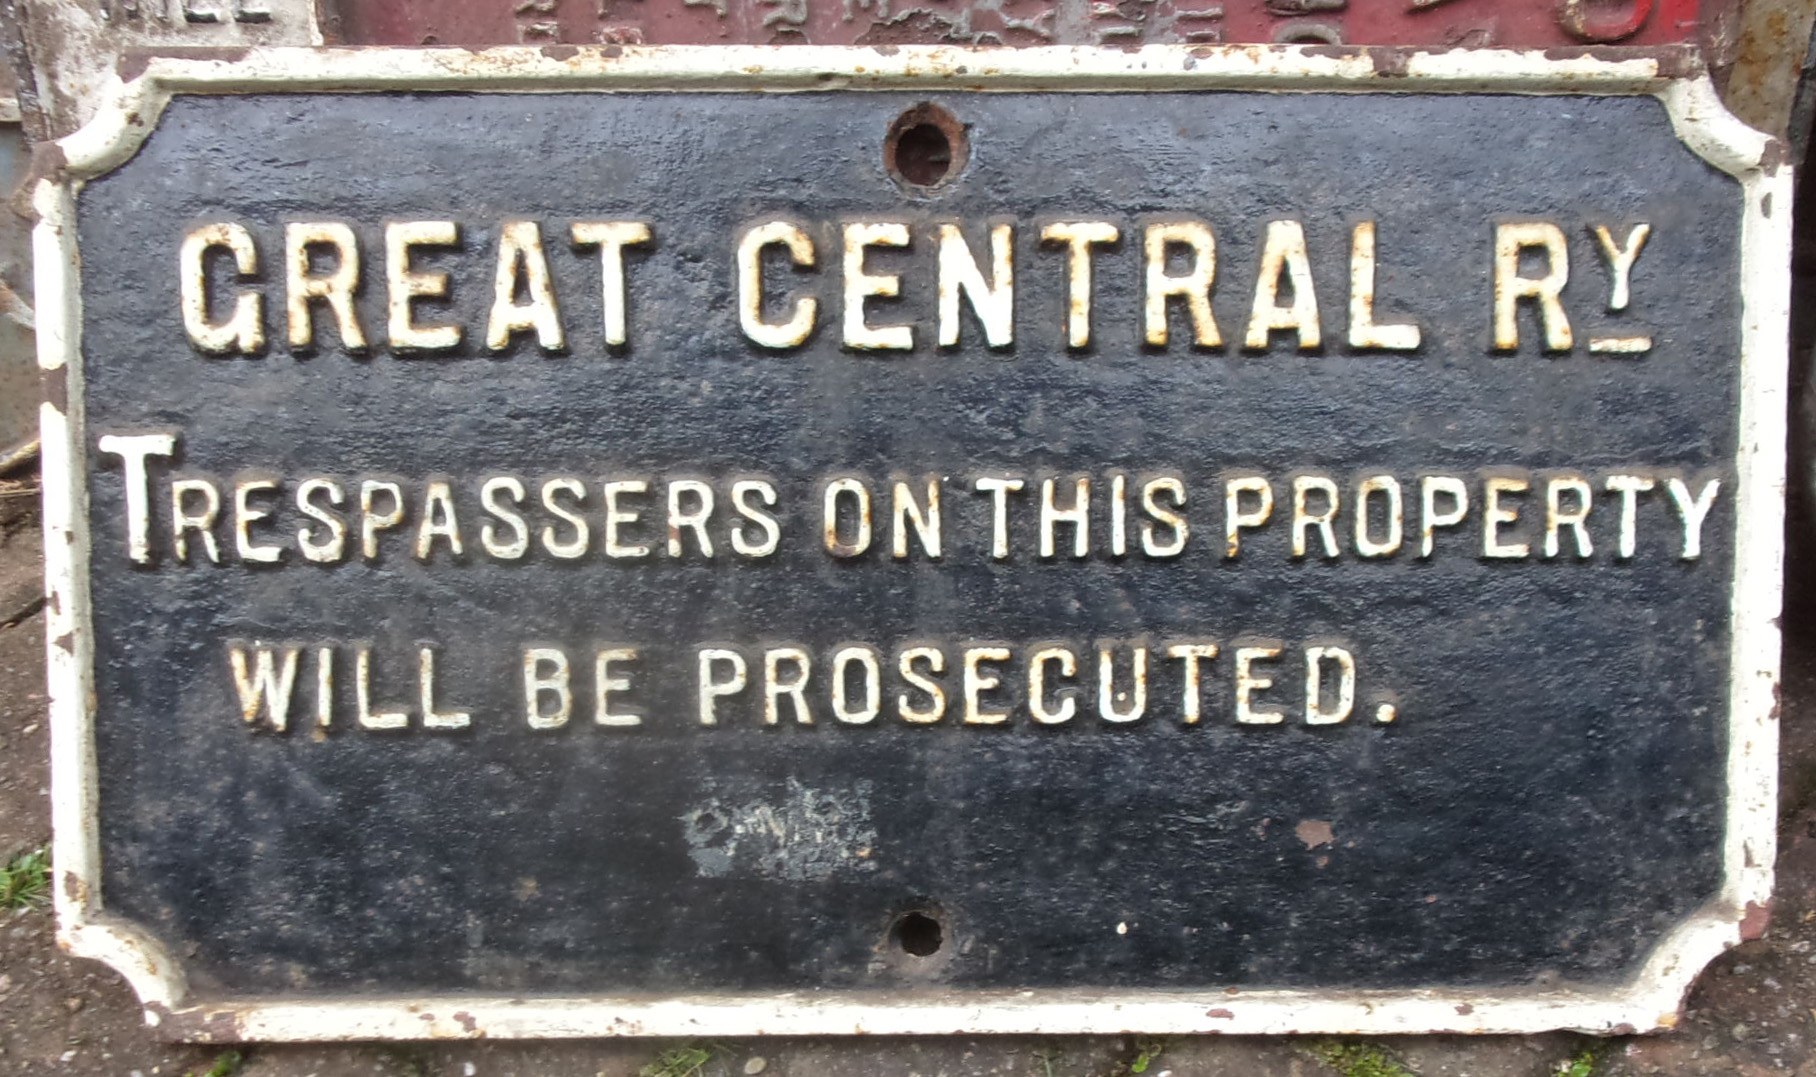 GREAT CENTRAL RY
TRESPASSERS ON THIS PROPERTY
WILL BE PROSECUTED.